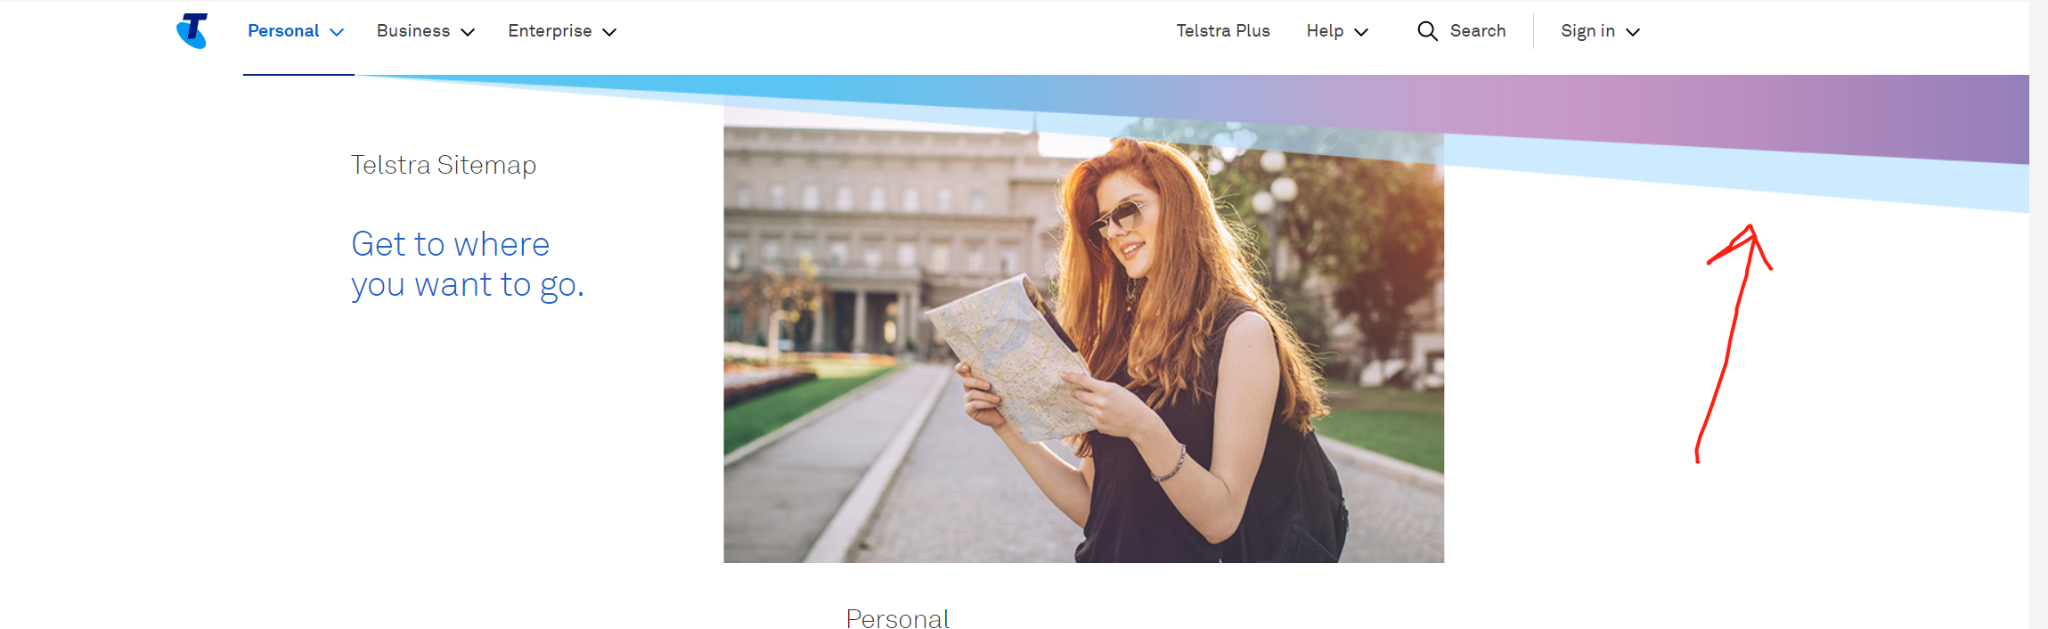 T
Personal
Business
Enterprise
Telstra Plus
Help
Search
Sign in
Telstra Sitemap
Get to where
you want to go.
Personal